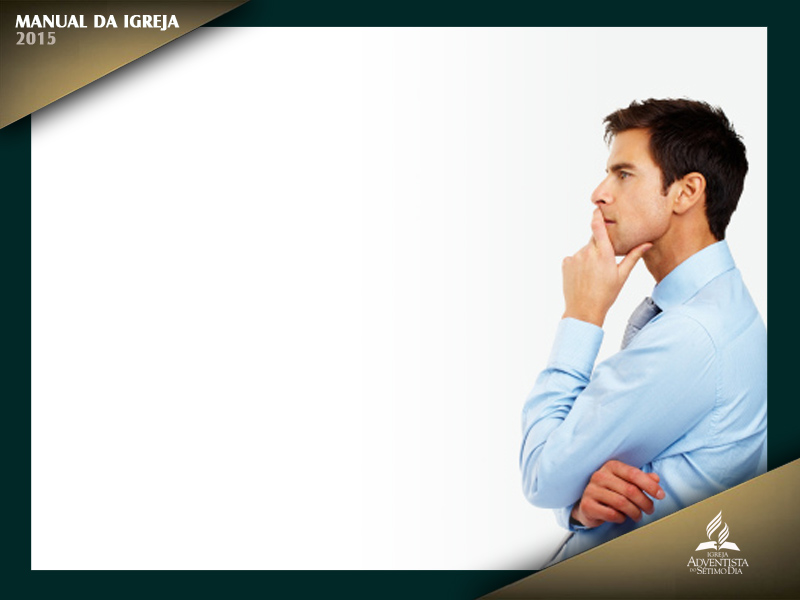 MANUAL DA IGREJA
2015
IGREJA
ADVENTISTA
DO SÉTIMO DIA